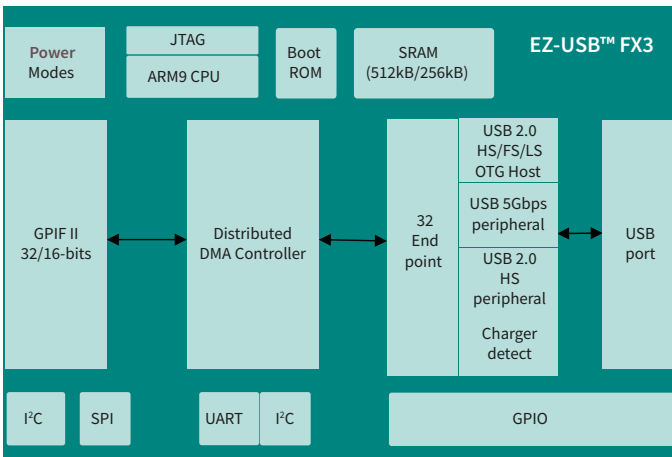 Power
Modes
JTAG
ARM9 CPU
Boot
ROM
SRAM
(512kB/256kB)
EZ-USB™ FX3
GPIF II
32/16-bits
Distributed
DMA Controller
32
End
point
USB 2.0
HS/FS/LS
OTG Host
USB 5Gbps
peripheral
USB 2.0
HS
peripheral
Charger
detect
USB
port
I²C
SPI
UART
I²C
GPIO